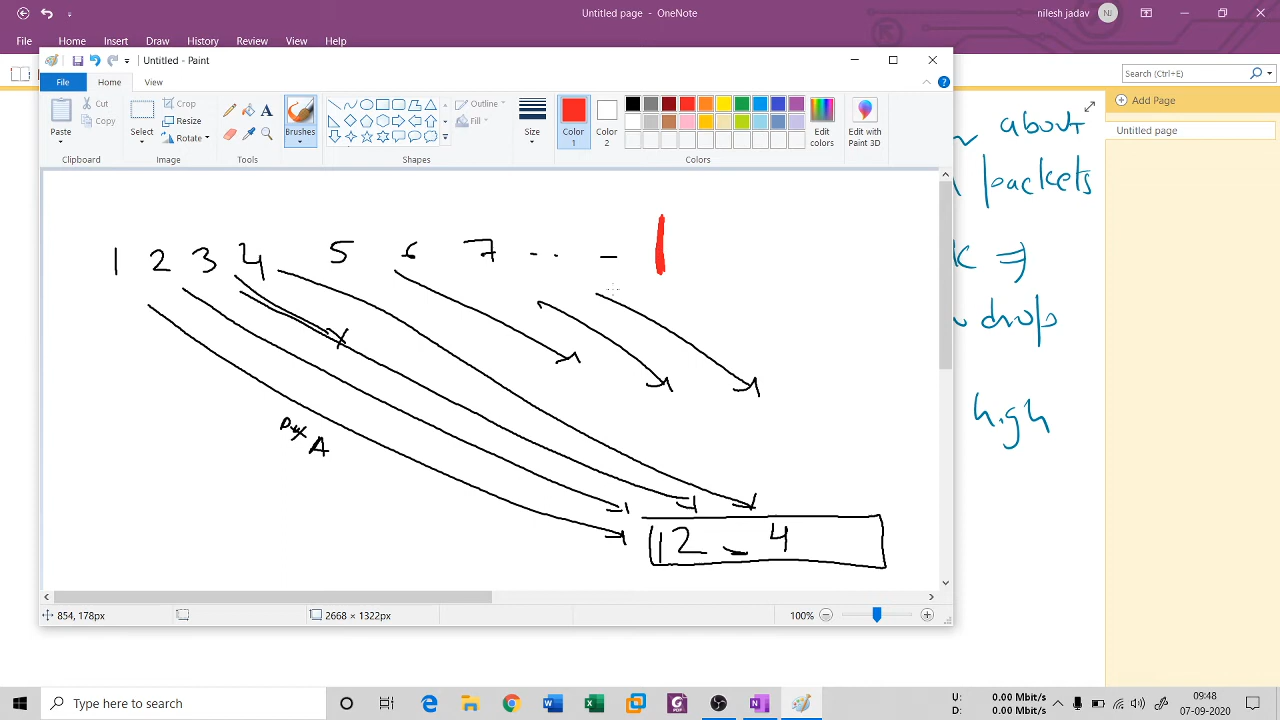 Untitled page - OneNote
nilesh jadav NJ
File Home Insert Draw History Review View Help
Untitled - Paint
Search (Ctrl+E)
File Home View
Add Page
Untitled page
Paste Cut Copy
Select Crop Resize Rotate
Brushes
Outline Fill
Size
Color 1 Color 2
Edit colors
Edit with Paint 3D
Clipboard Image Tools Shapes Colors
about
packets
1 2 3 4 5 6 7 .. -
K ⇒
drop
high
A
12 - 4
854, 178px 2668 × 1322px 100%
Type here to search
U: 0.00 Mbit/s
D: 0.00 Mbit/s
09:48
07-09-2020